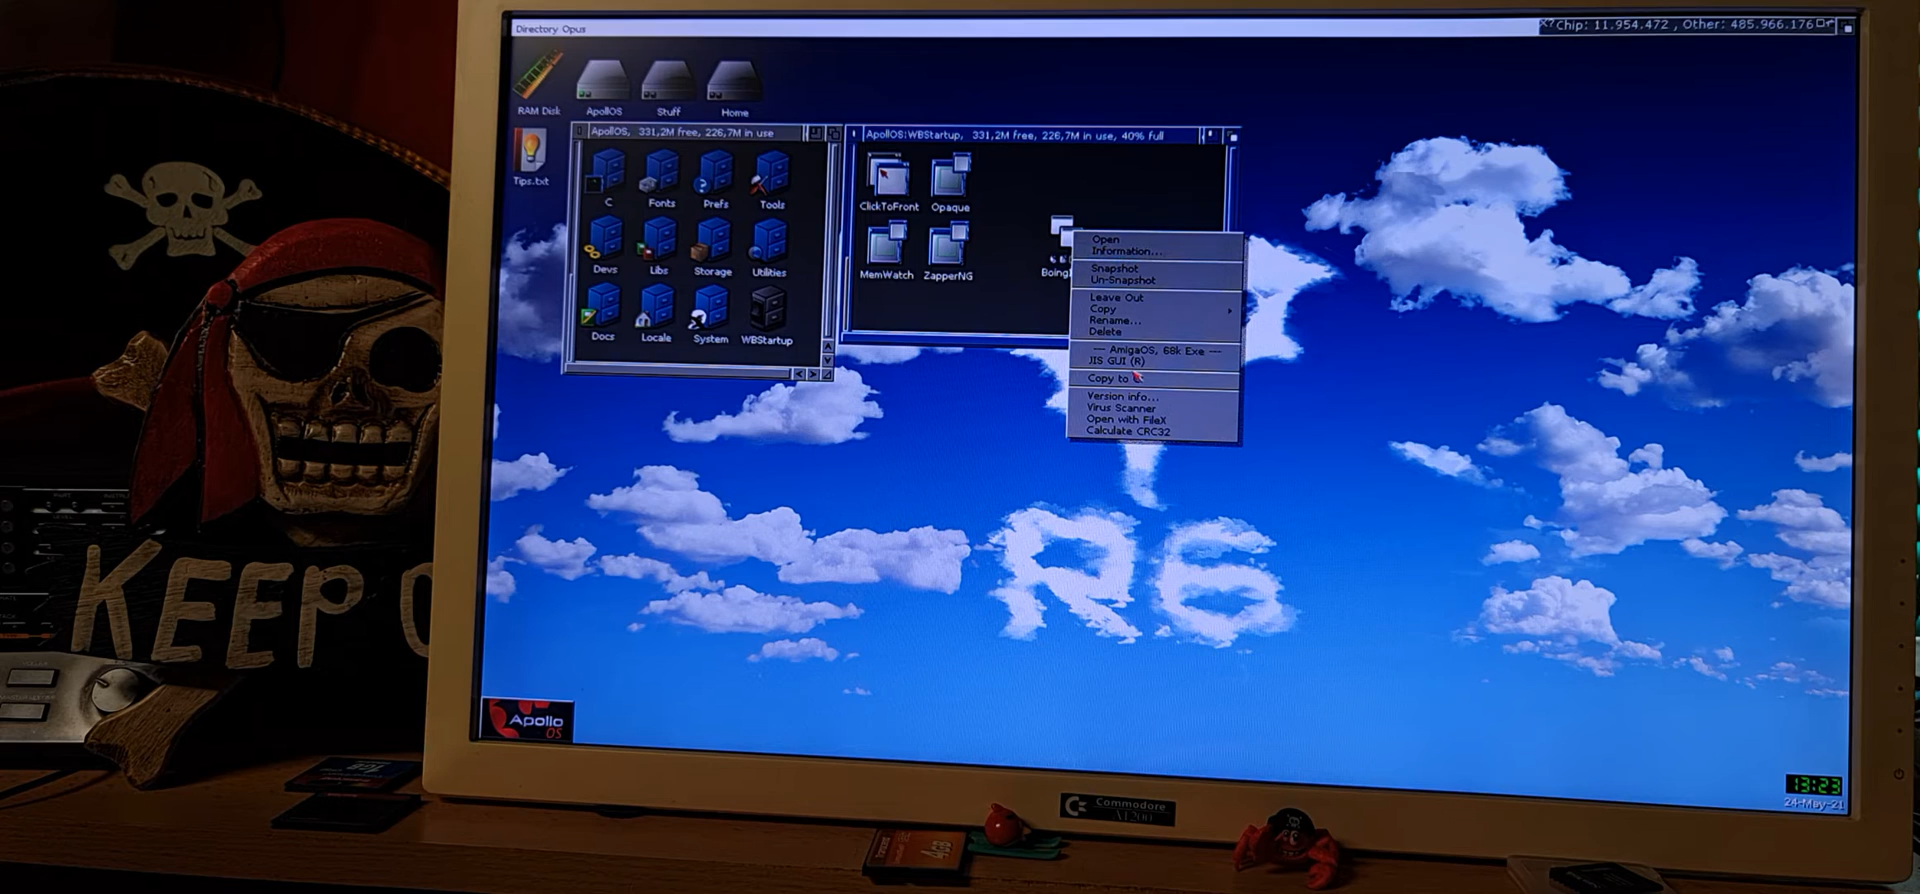 Directory Opus
Chip: 11.954.472 , Other: 485.966.176
RAM Disk
ApollOS
Stuff
Home
Tips.txt
ApollOS, 331,2M free, 226,7M in use
C
Fonts
Prefs
Tools
Devs
Libs
Storage
Utilities
Docs
Locale
System
WBStartup
ApollOS:WBStartup, 331,2M free, 226,7M in use, 40% full
ClickToFront
Opaque
MemWatch
ZapperNG
Open
Information...
Snapshot
Un-Snapshot
Leave Out
Copy
Rename...
Delete
--- AmigaOS, 68k Exe ---
JIS GUI (R)
Copy to
Version info...
Virus Scanner
Open with FileX
Calculate CRC32
R6
Apollo
OS
13:23
24-May-21
KEEP
Commodore
A1200
4GB